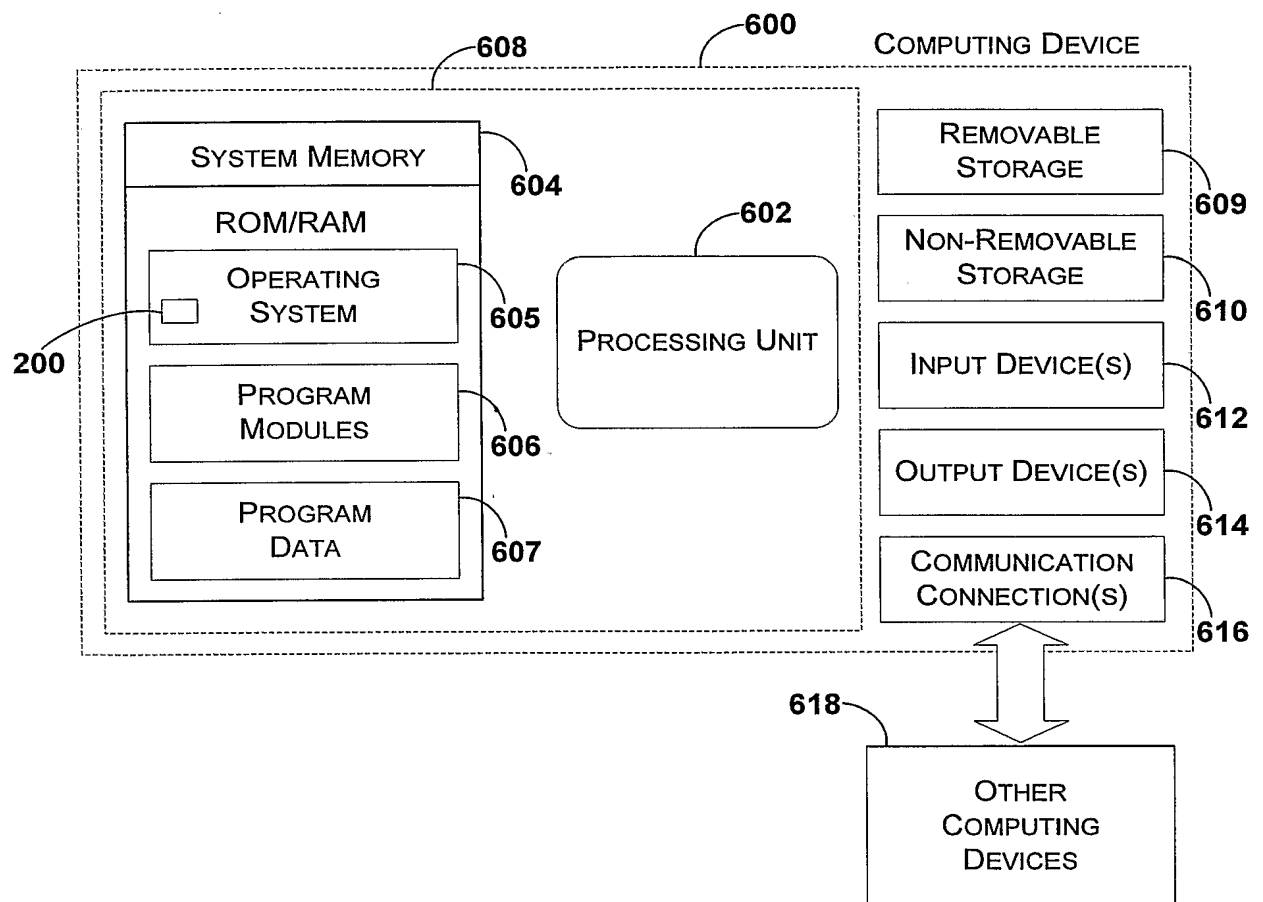 600
COMPUTING DEVICE
608
SYSTEM MEMORY
604
ROM/RAM
OPERATING
SYSTEM
605
200
PROGRAM
MODULES
606
PROGRAM
DATA
607
602
PROCESSING UNIT
REMOVABLE
STORAGE
609
NON-REMOVABLE
STORAGE
610
INPUT DEVICE(S)
612
OUTPUT DEVICE(S)
614
COMMUNICATION
CONNECTION(S)
616
618
OTHER
COMPUTING
DEVICES